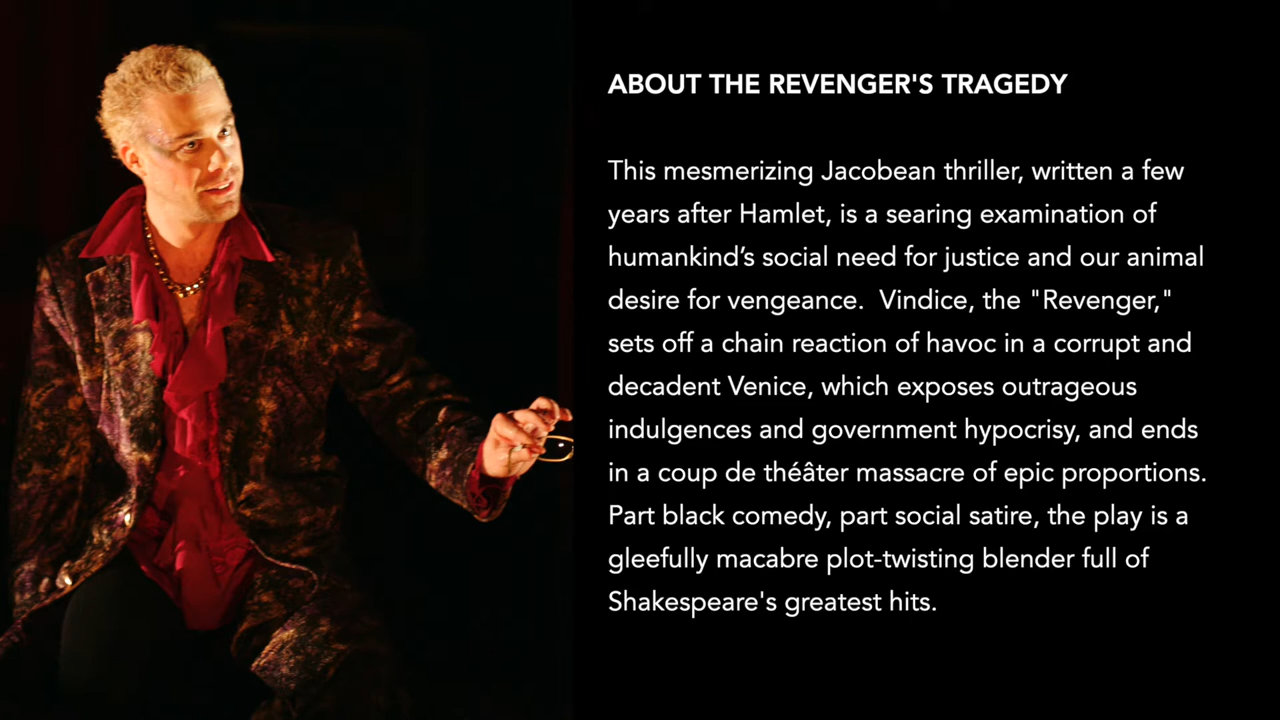 ABOUT THE REVENGER'S TRAGEDY
This mesmerizing Jacobean thriller, written a few
years after Hamlet, is a searing examination of
humankind’s social need for justice and our animal
desire for vengeance.  Vindice, the "Revenger,"
sets off a chain reaction of havoc in a corrupt and
decadent Venice, which exposes outrageous
indulgences and government hypocrisy, and ends
in a coup de théâter massacre of epic proportions.
Part black comedy, part social satire, the play is a
gleefully macabre plot-twisting blender full of
Shakespeare's greatest hits.